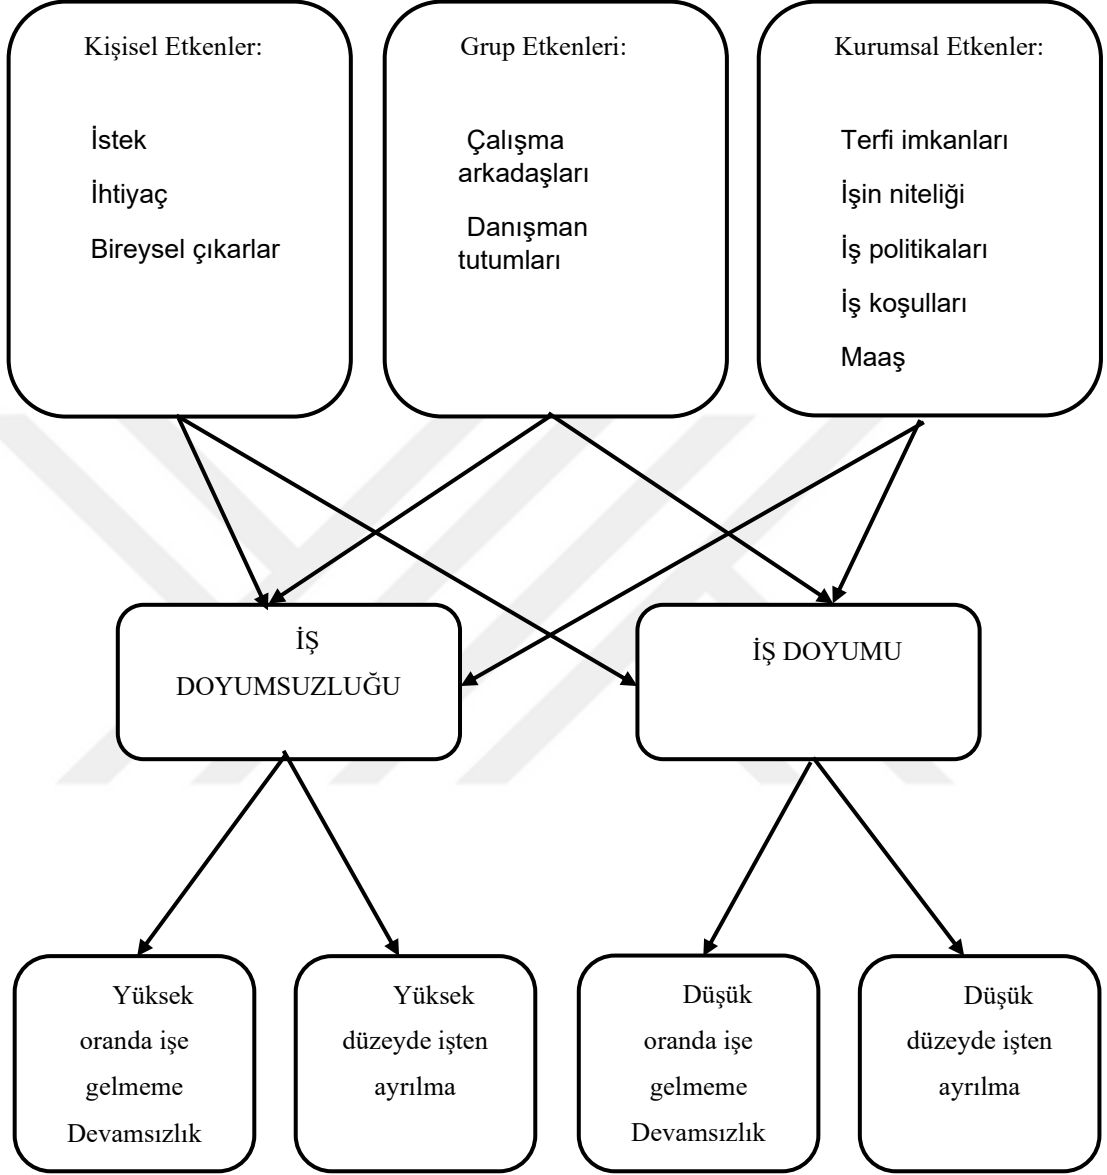 Kişisel Etkenler:
İstek
İhtiyaç
Bireysel çıkarlar
Grup Etkenleri:
Çalışma
arkadaşları
Danışman
tutumları
Kurumsal Etkenler:
Terfi imkanları
İşin niteliği
İş politikaları
İş koşulları
Maaş
İŞ
DOYUMSUZLUĞU
İŞ DOYUMU
Yüksek
oranda işe
gelmeme
Devamsızlık
Yüksek
düzeyde işten
ayrılma
Düşük
oranda işe
gelmeme
Devamsızlık
Düşük
düzeyde işten
ayrılma